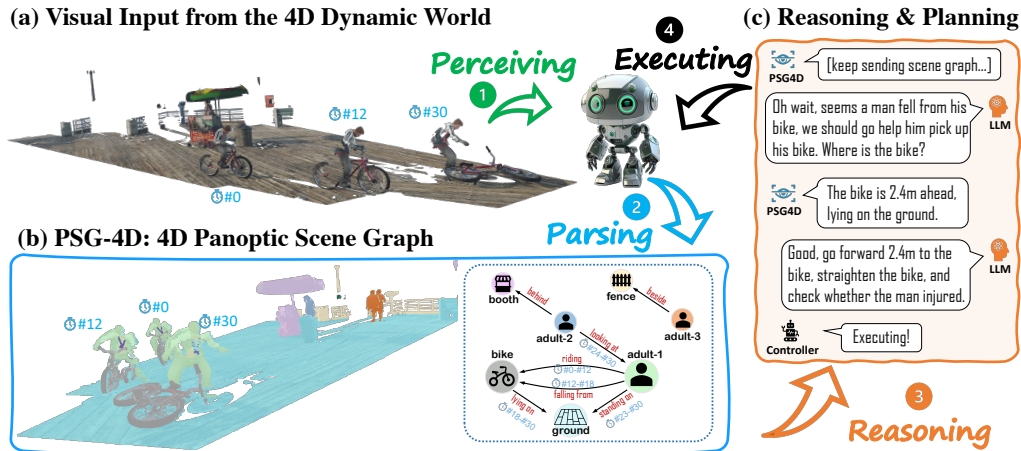 (a) Visual Input from the 4D Dynamic World
#12
#30
#0
Perceiving
1
4
Executing
2
Parsing
(b) PSG-4D: 4D Panoptic Scene Graph
#12
#0
#30
booth
fence
behind
beside
adult-2
adult-3
looking at
#24-#30
bike
adult-1
riding
#0-#12
#12-#18
falling from
lying on
#18-#30
standing on
#23-#30
ground
(c) Reasoning & Planning
PSG4D
[keep sending scene graph...]
Oh wait, seems a man fell from his
bike, we should go help him pick up
his bike. Where is the bike?
LLM
PSG4D
The bike is 2.4m ahead,
lying on the ground.
Good, go forward 2.4m to the
bike, straighten the bike, and
check whether the man injured.
LLM
Controller
Executing!
3
Reasoning